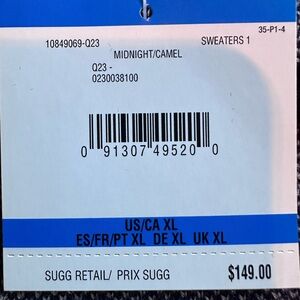 35-P1-4
10849069-Q23 SWEATERS 1
MIDNIGHT/CAMEL
Q23 -
0230038100
0 91307 49520 0
US/CA XL
ES/FR/PT XL DE XL UK XL
SUGG RETAIL/ PRIX SUGG $149.00